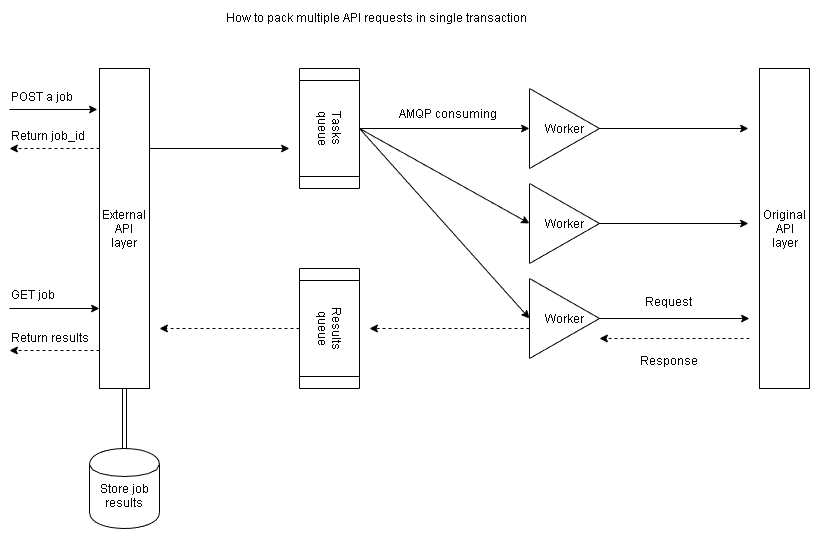 How to pack multiple API requests in single transaction
POST a job
Return job_id
External
API
layer
GET job
Return results
Store job
results
Tasks
queue
Results
queue
AMQP consuming
Worker
Worker
Worker
Request
Response
Original
API
layer